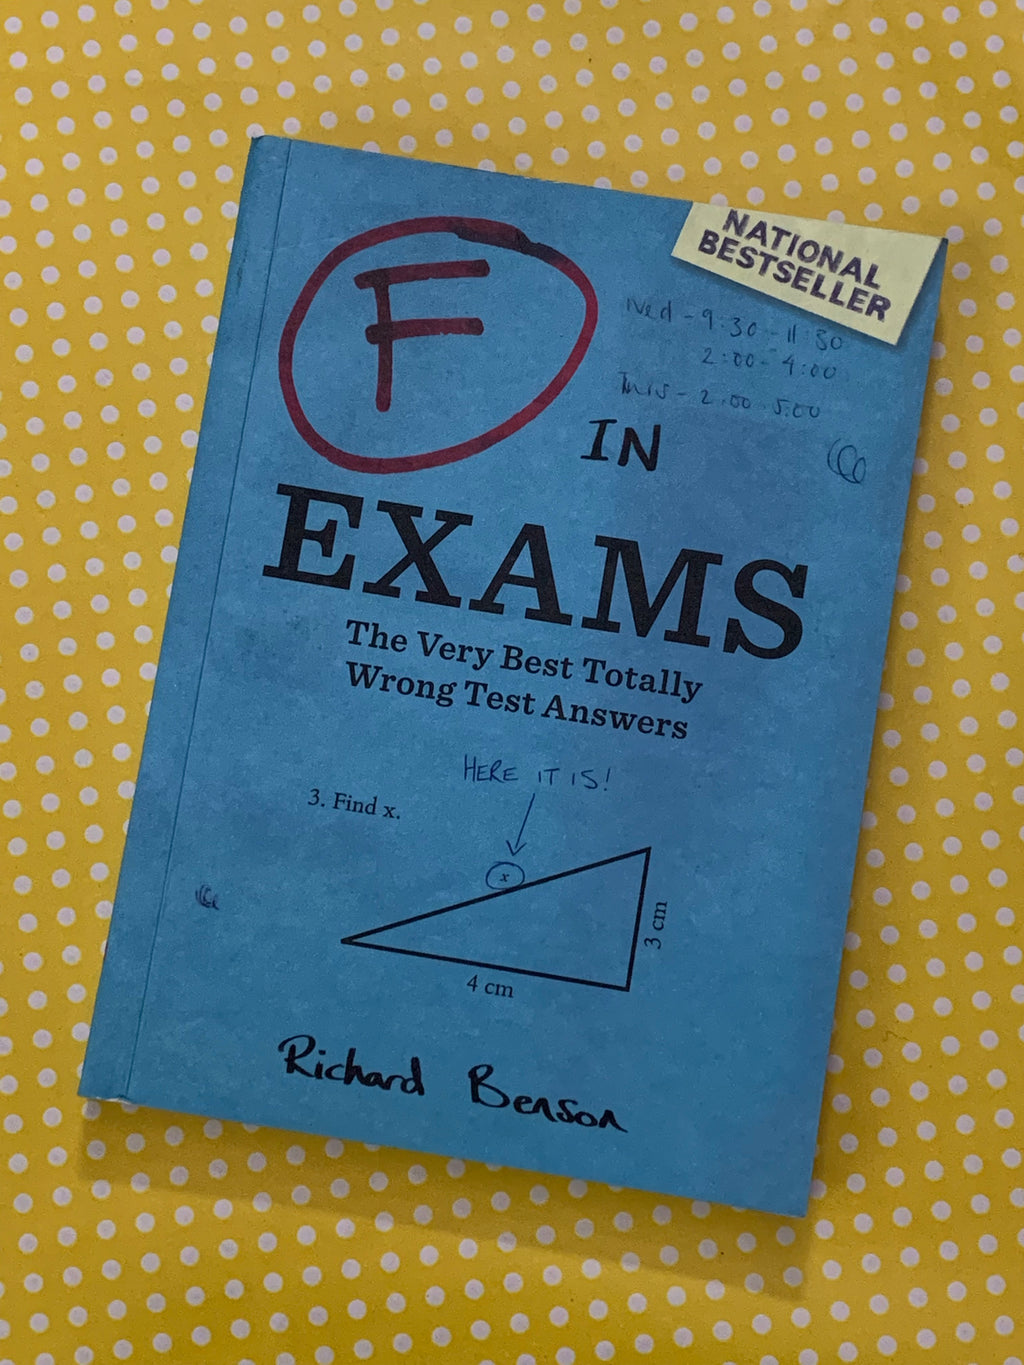 NATIONAL
BESTSELLER
F
Wed - 9:30 - 11:30
2:00 - 4:00
2:00 - 5:00
IN
EXAMS
The Very Best Totally
Wrong Test Answers
HERE IT IS!
3. Find x.
x
3 cm
4 cm
Richard Benson